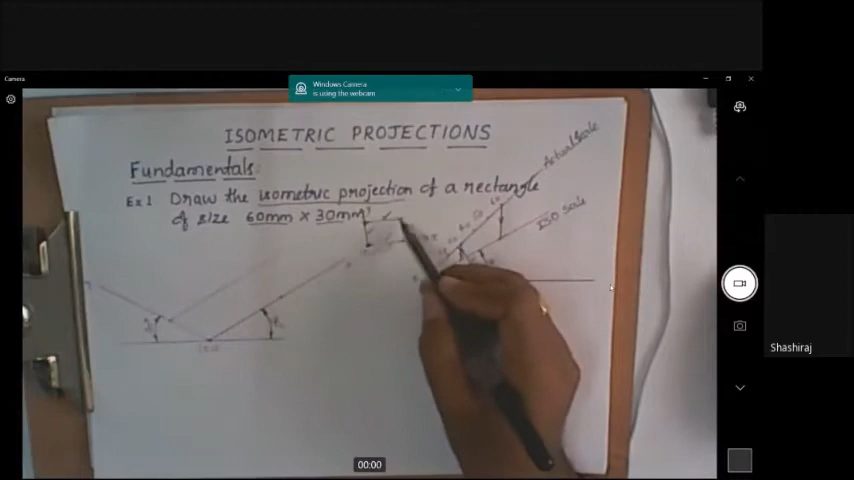 Camera
Windows Camera
is using the webcam
ISOMETRIC PROJECTIONS
Fundamentals:
Ex 1 Draw the isometric projection of a rectangle
of size 60mm x 30mm
Actual Scale
ISO Scale
Shashiraj
00:00